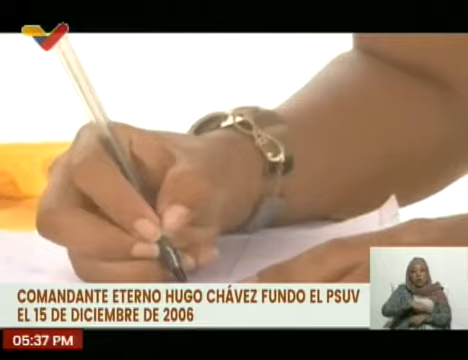 COMANDANTE ETERNO HUGO CHÁVEZ FUNDO EL PSUV
EL 15 DE DICIEMBRE DE 2006
05:37 PM